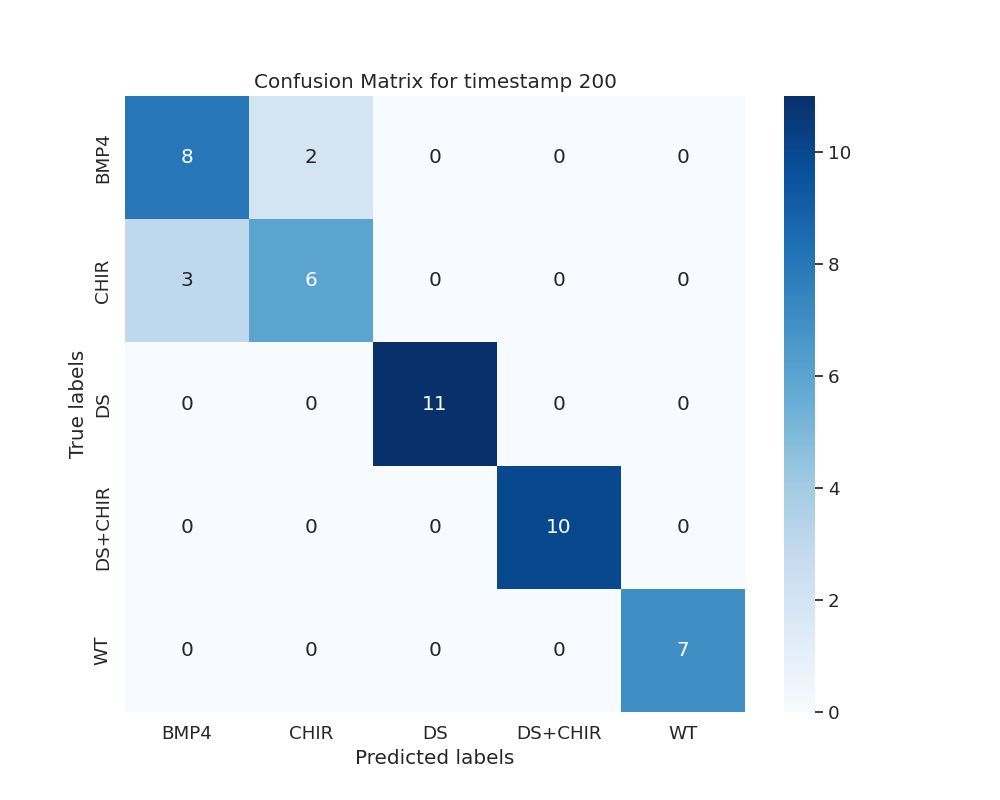 Confusion Matrix for timestamp 200
BMP4 8 2 0 0 0
CHIR 3 6 0 0 0
DS 0 0 11 0 0
DS+CHIR 0 0 0 10 0
WT 0 0 0 0 7
True labels
BMP4 CHIR DS DS+CHIR WT
Predicted labels
10
8
6
4
2
0